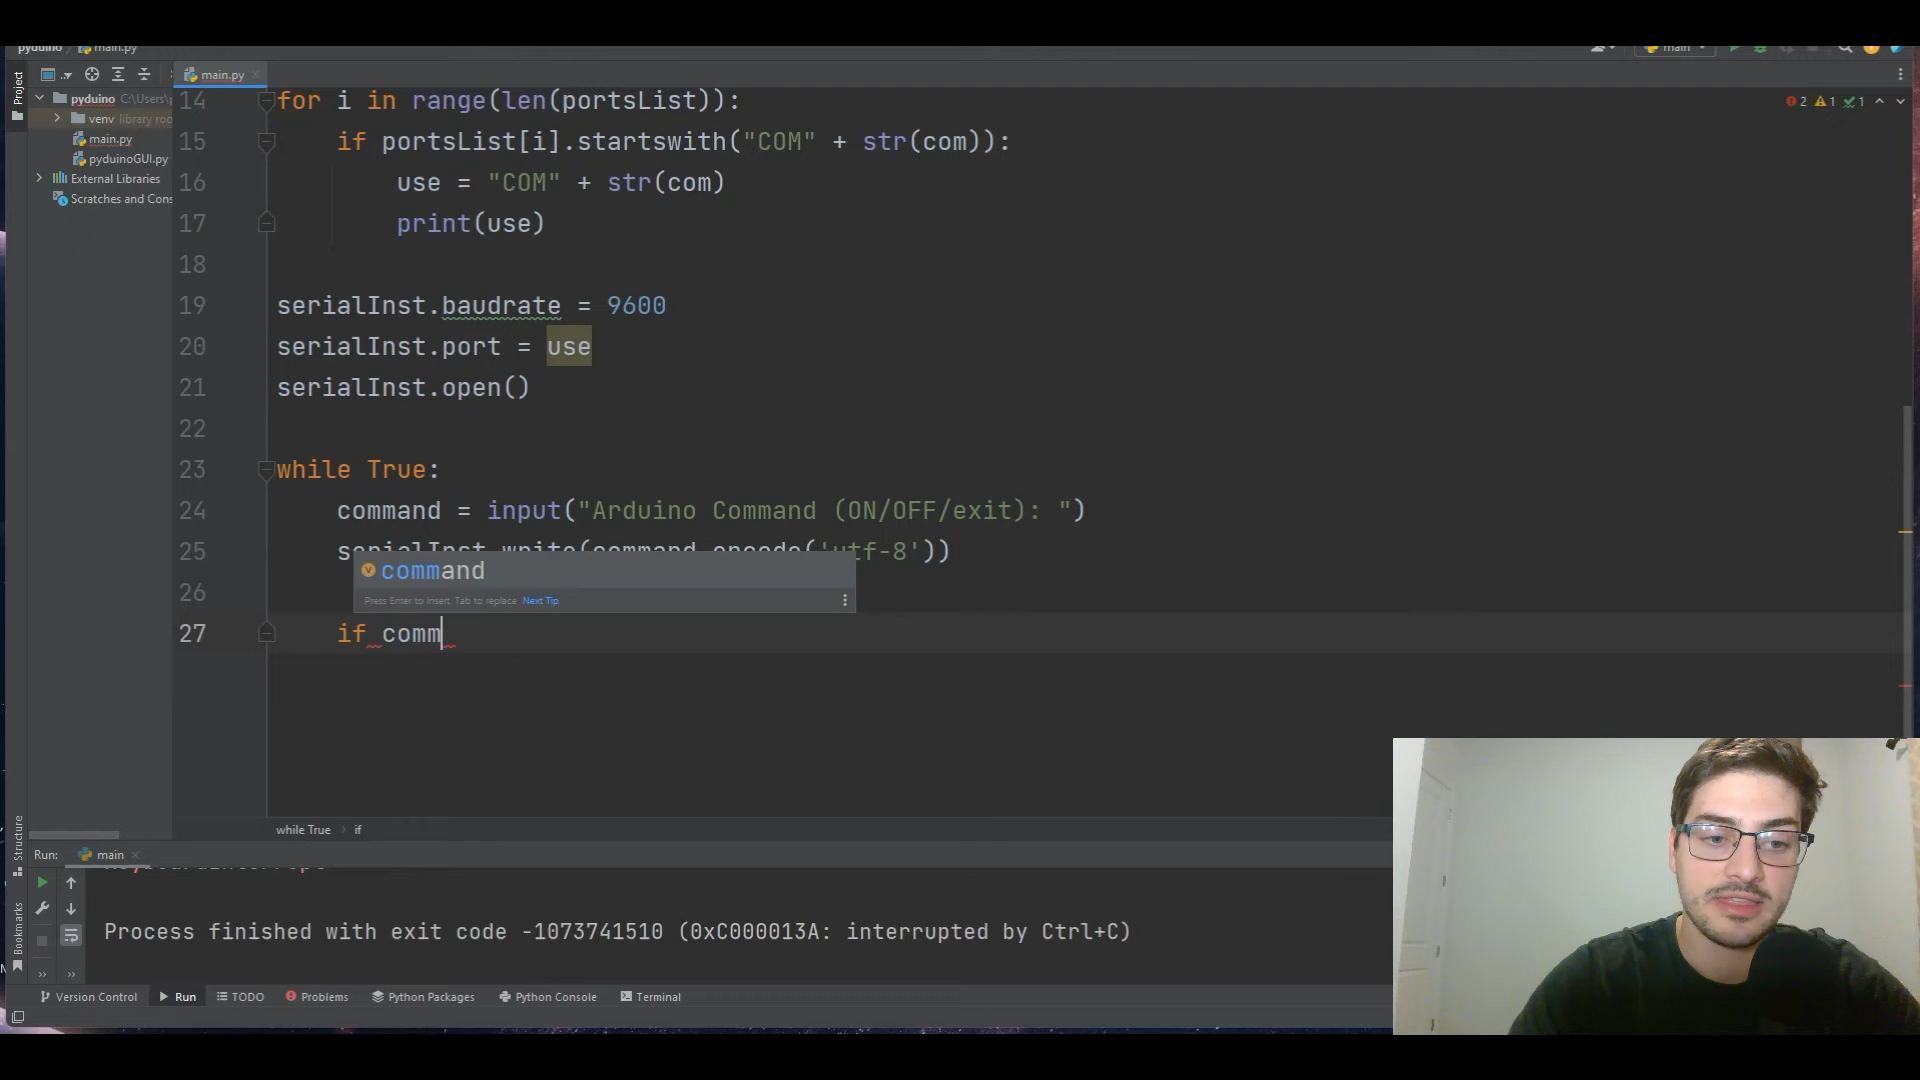 pyduino
main.py
main
Project
main.py
pyduino C:\Users\
venv library roo
main.py
pyduinoGUI.py
External Libraries
Scratches and Cons
2 1 1
14 for i in range(len(portsList)):
15 if portsList[i].startswith("COM" + str(com)):
16 use = "COM" + str(com)
17 print(use)
18
19 serialInst.baudrate = 9600
20 serialInst.port = use
21 serialInst.open()
22
23 while True:
24 command = input("Arduino Command (ON/OFF/exit): ")
25 serialInst.write(command.encode('utf-8'))
command
Press Enter to insert, Tab to replace Next Tip
26
27 if comm
while True › if
Structure
Bookmarks
Run: main
Process finished with exit code -1073741510 (0xC000013A: interrupted by Ctrl+C)
Version Control Run TODO Problems Python Packages Python Console Terminal